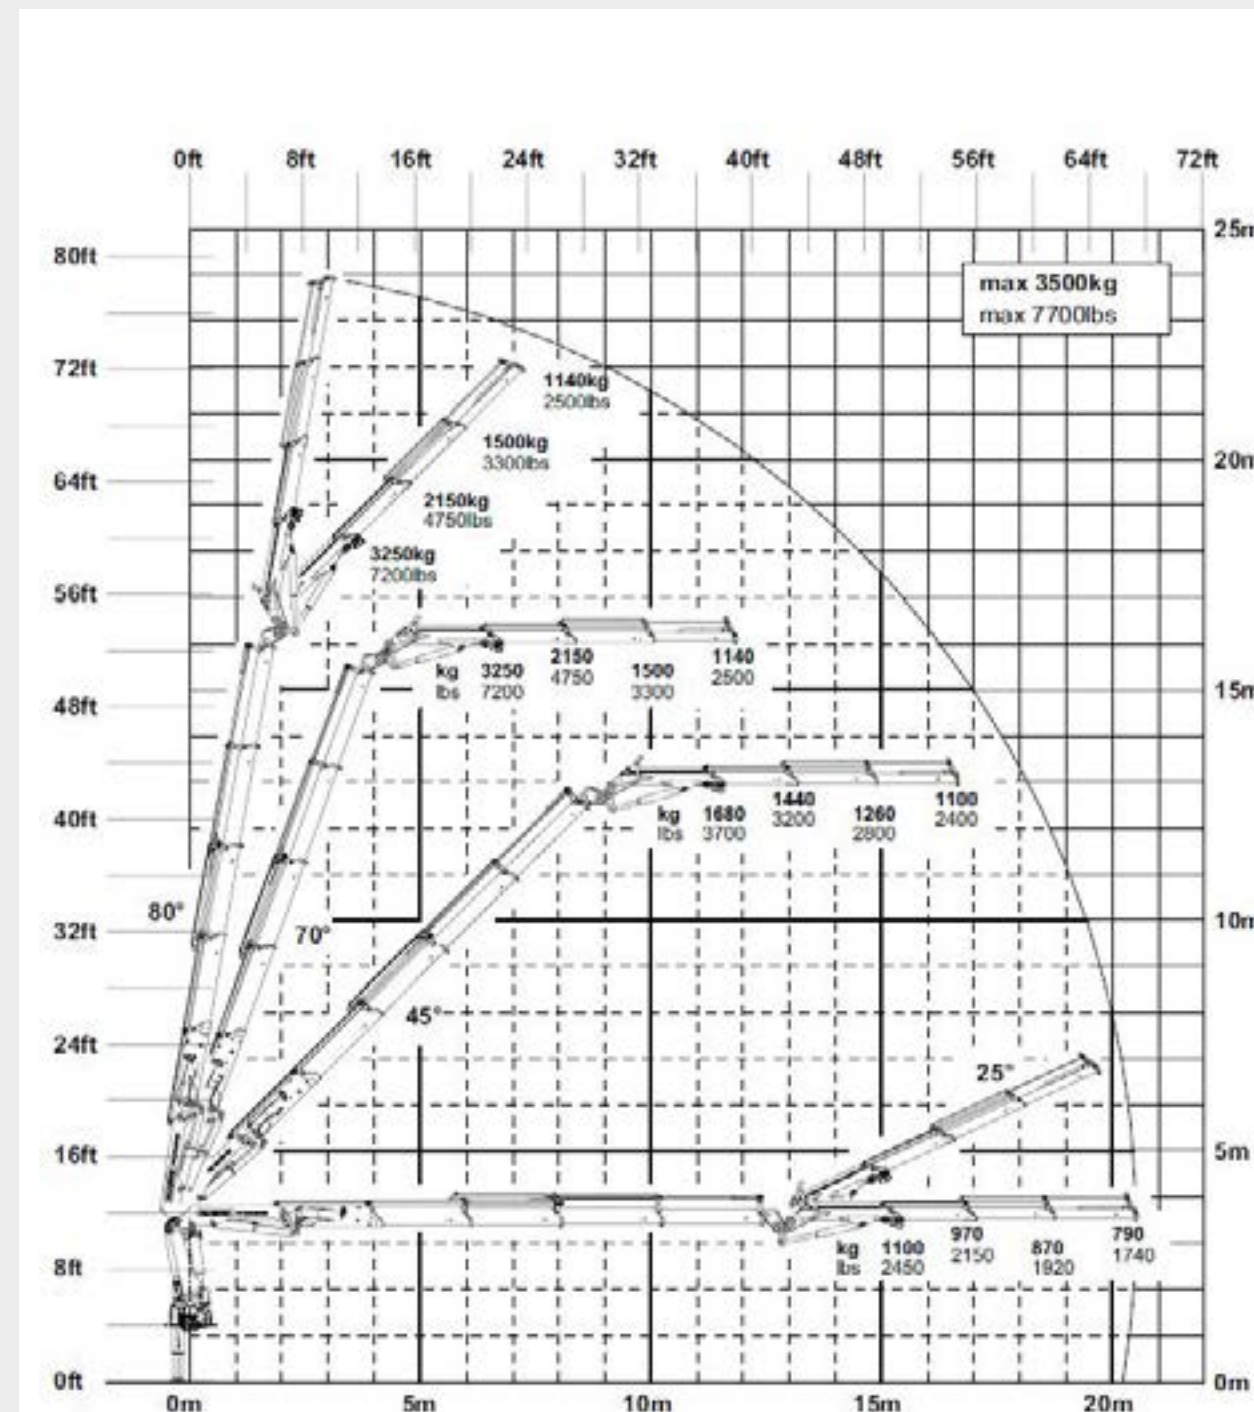 0ft 8ft 16ft 24ft 32ft 40ft 48ft 56ft 64ft 72ft
25m
80ft
max 3500kg
max 7700lbs
72ft
1140kg
2500lbs
1500kg
3300lbs
20m
64ft
2150kg
4750lbs
3250kg
7200lbs
56ft
kg 3250 2150 1500 1140
lbs 7200 4750 3300 2500
15m
48ft
kg 1680 1440 1260 1100
lbs 3700 3200 2800 2400
40ft
80°
70°
10m
32ft
45°
24ft
25°
16ft
5m
kg 1100 970 870 790
lbs 2450 2150 1920 1740
8ft
0ft
0m
0m 5m 10m 15m 20m